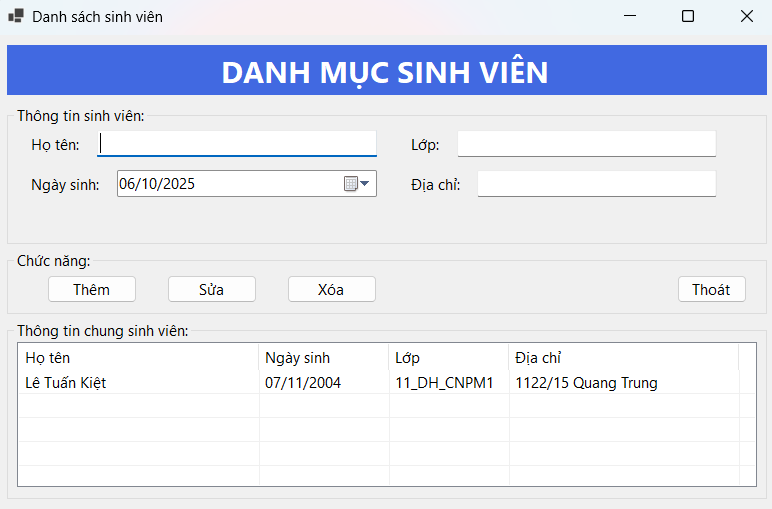 Danh sách sinh viên
DANH MỤC SINH VIÊN
Thông tin sinh viên:
Họ tên: Lớp:
Ngày sinh: 06/10/2025 Địa chỉ:
Chức năng:
Thêm Sửa Xóa Thoát
Thông tin chung sinh viên:
Họ tên Ngày sinh Lớp Địa chỉ
Lê Tuấn Kiệt 07/11/2004 11_DH_CNPM1 1122/15 Quang Trung